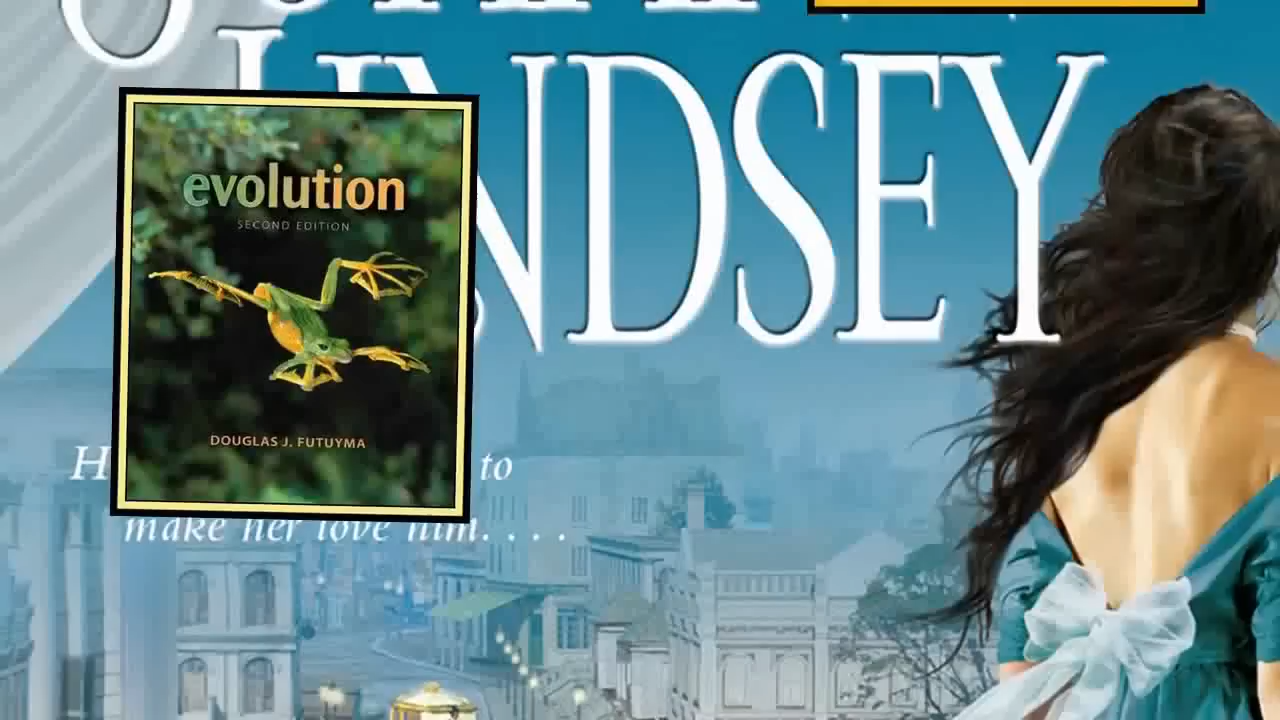 LINDSEY
evolution
SECOND EDITION
DOUGLAS J. FUTUYMA
to
make her love him. . . .